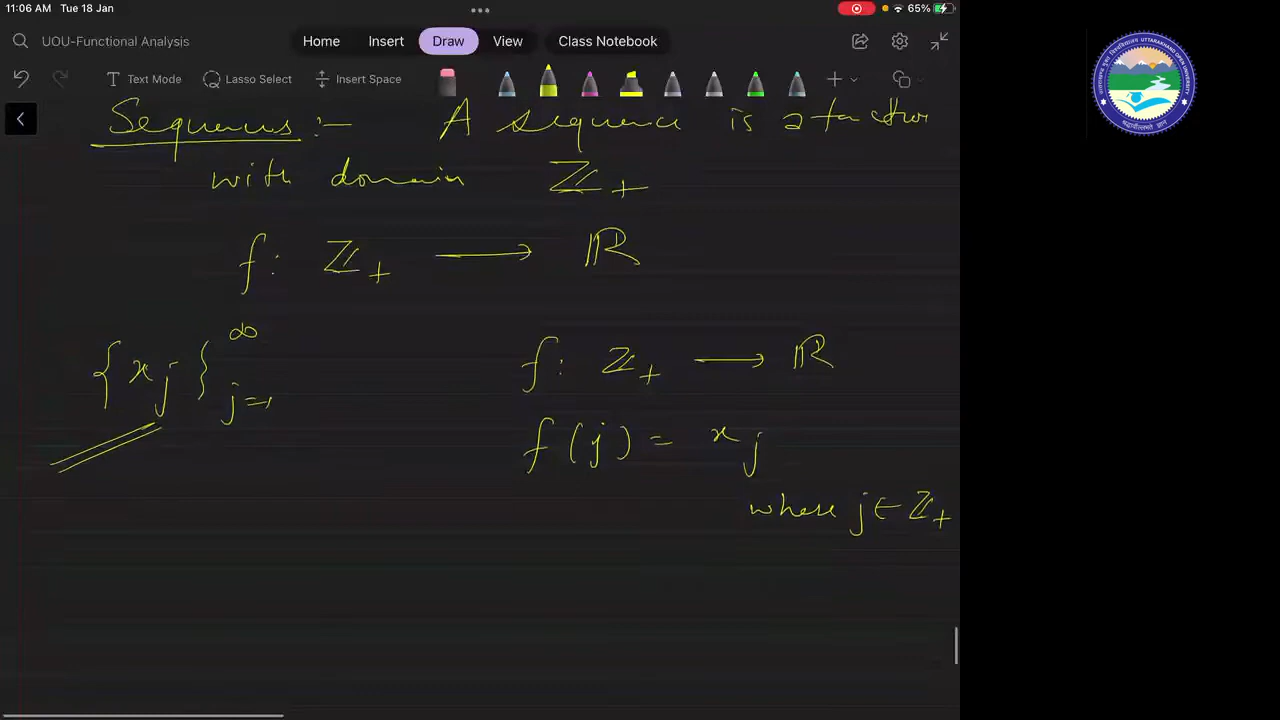 11:06 AM Tue 18 Jan 65%
UOU-Functional Analysis Home Insert Draw View Class Notebook
Text Mode Lasso Select Insert Space
Sequences :- A sequence is a function
with domain ℤ+
f: ℤ+ ⟶ ℝ
{xj}∞j=1
f: ℤ+ ⟶ ℝ
f(j) = xj
where j ∈ ℤ+